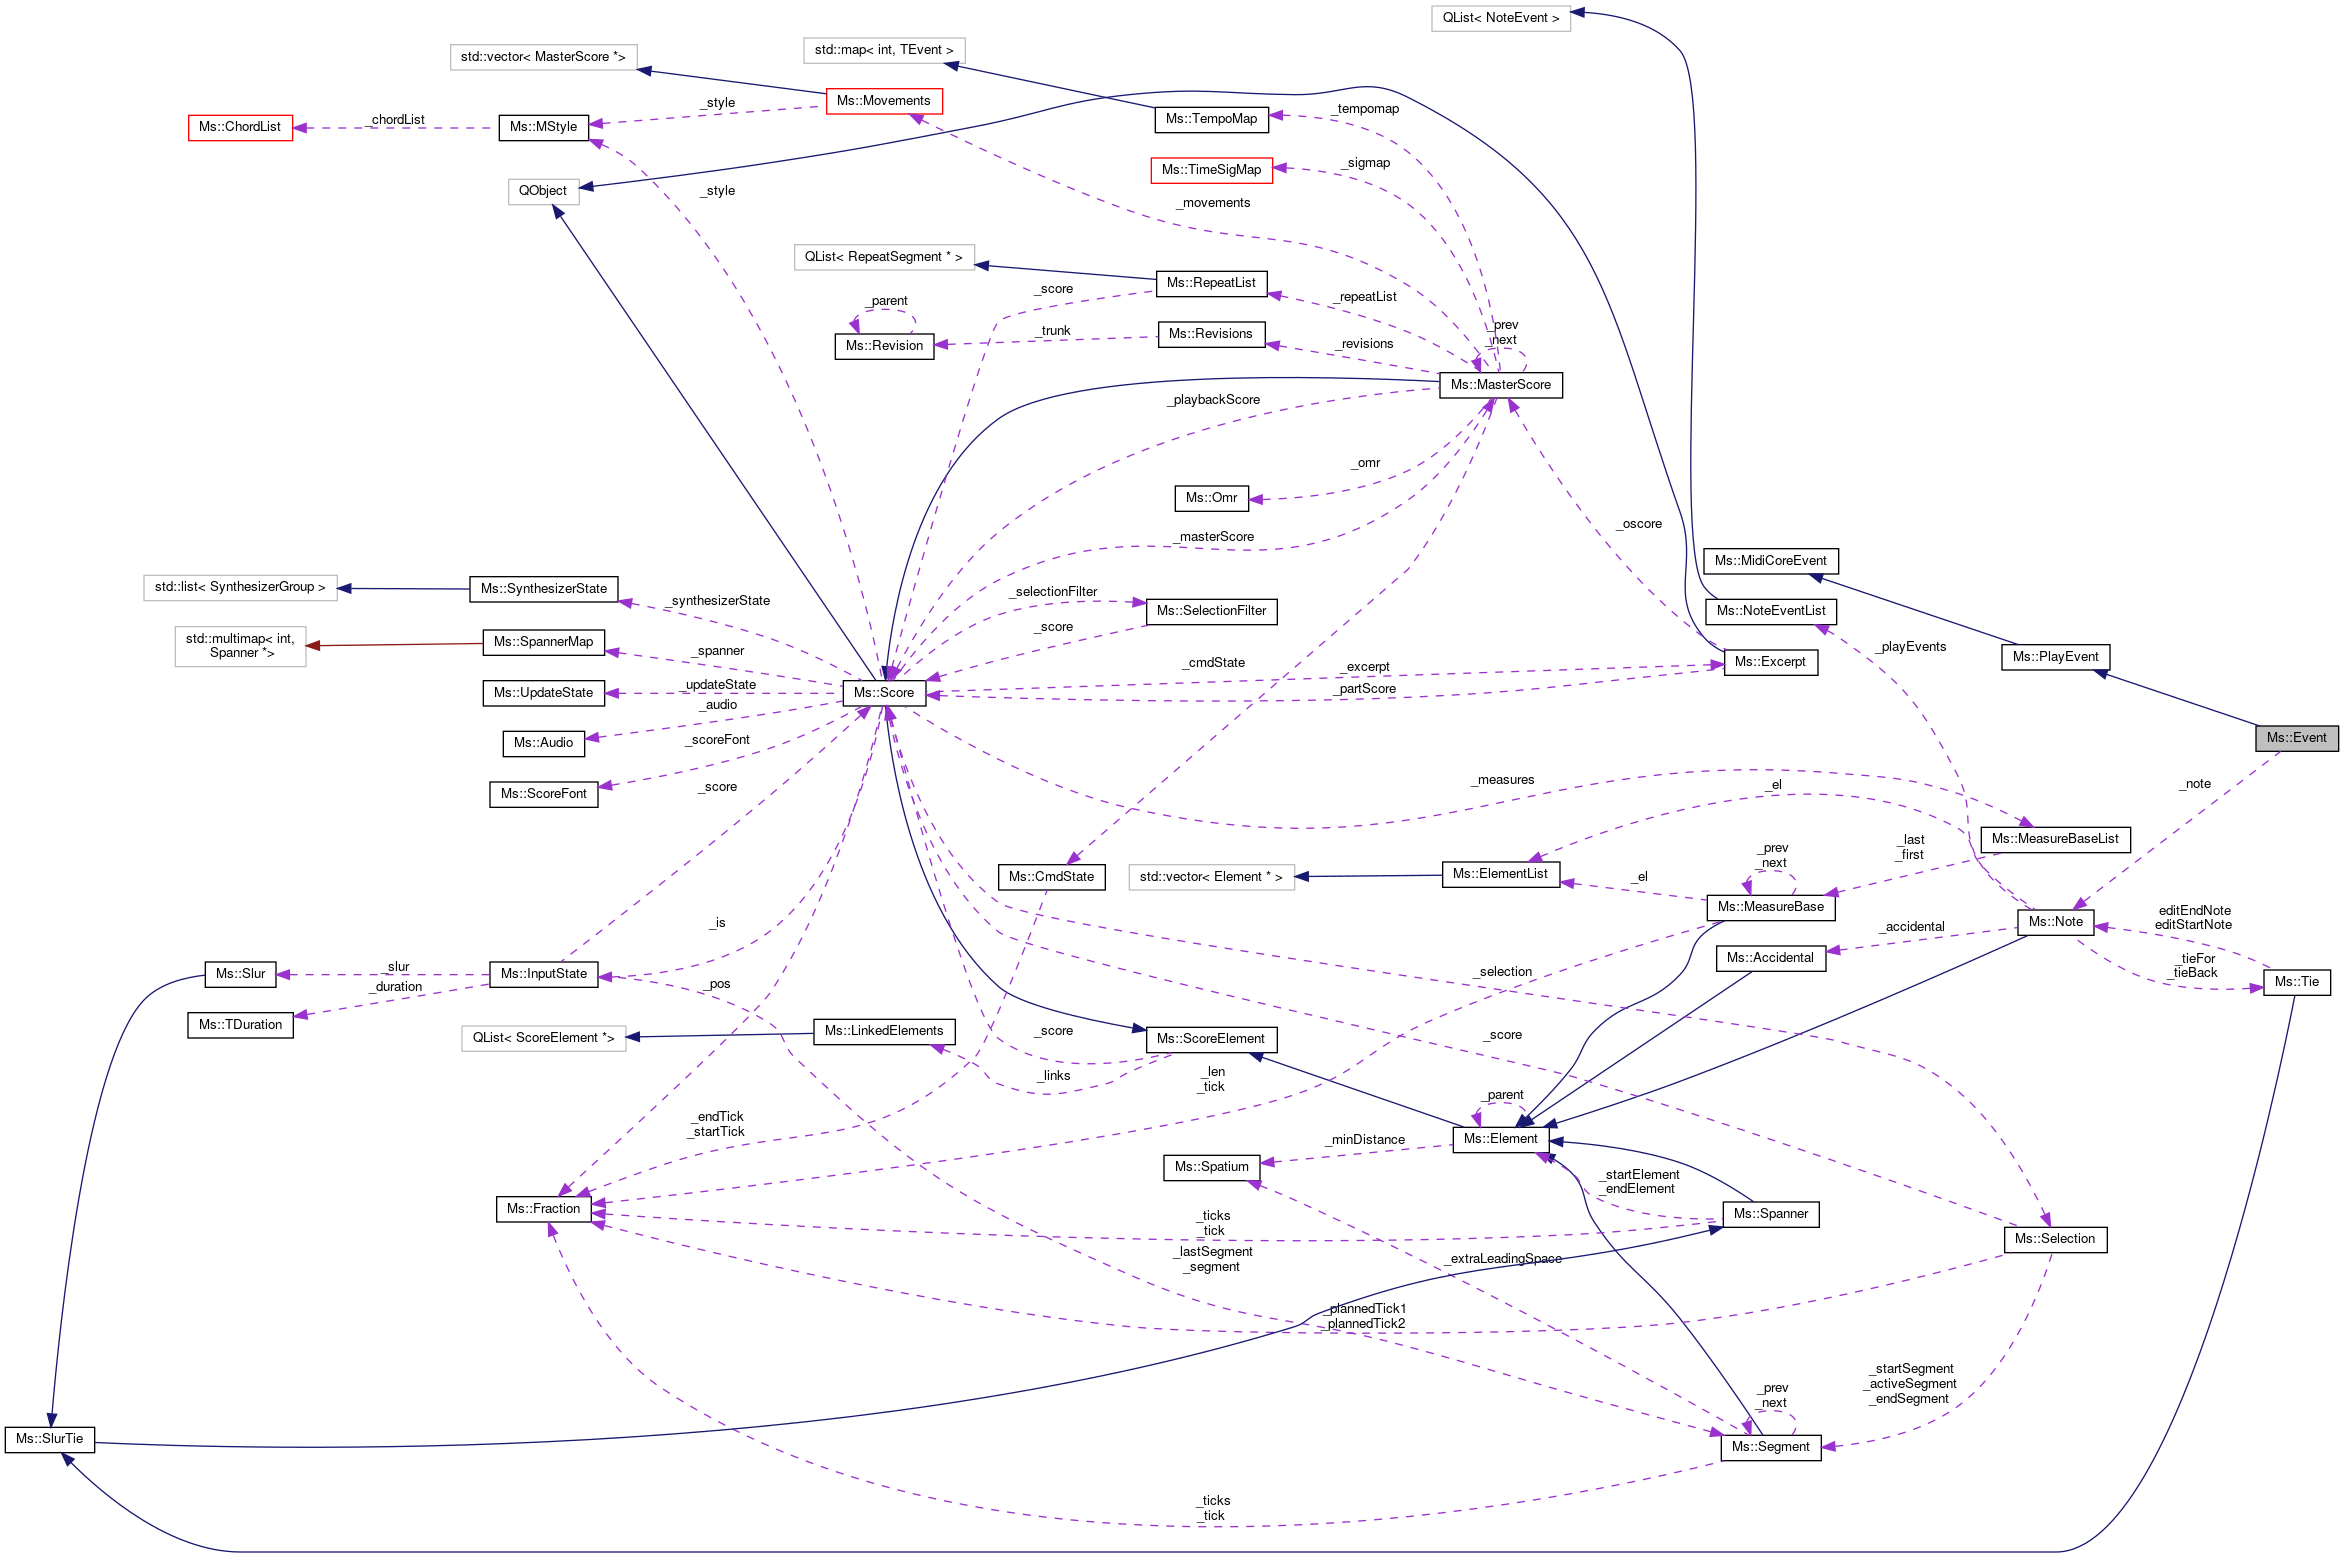 QList< NoteEvent >
std::map< int, TEvent >
std::vector< MasterScore *>
Ms::Movements
_style
_tempomap
Ms::TempoMap
_chordList
Ms::ChordList
Ms::MStyle
_sigmap
Ms::TimeSigMap
QObject
_style
_movements
QList< RepeatSegment * >
Ms::RepeatList
_score
_repeatList
_parent
_prev
_next
_trunk
Ms::Revisions
_revisions
Ms::Revision
Ms::MasterScore
_playbackScore
_omr
Ms::Omr
_oscore
_masterScore
Ms::MidiCoreEvent
std::list< SynthesizerGroup >
Ms::SynthesizerState
_synthesizerState
_selectionFilter
Ms::SelectionFilter
Ms::NoteEventList
_score
std::multimap< int,
Spanner *>
Ms::SpannerMap
_spanner
_playEvents
Ms::PlayEvent
_cmdState
_excerpt
Ms::Excerpt
Ms::UpdateState
_updateState
Ms::Score
_partScore
_audio
Ms::Audio
_scoreFont
Ms::Event
_measures
_el
_note
Ms::ScoreFont
_score
Ms::MeasureBaseList
_last
_first
_prev
_next
Ms::CmdState
std::vector< Element * >
Ms::ElementList
_el
Ms::MeasureBase
editEndNote
editStartNote
Ms::Note
_is
_accidental
Ms::Accidental
_tieFor
_tieBack
Ms::Tie
Ms::Slur
_slur
Ms::InputState
_selection
_duration
_pos
Ms::TDuration
QList< ScoreElement *>
Ms::LinkedElements
_score
Ms::ScoreElement
_score
_links
_len
_tick
_parent
_endTick
_startTick
_minDistance
Ms::Element
Ms::Spatium
_startElement
_endElement
Ms::Fraction
_ticks
_tick
Ms::Spanner
Ms::Selection
_lastSegment
_segment
_extraLeadingSpace
_plannedTick1
_plannedTick2
_startSegment
_activeSegment
_endSegment
_prev
_next
Ms::SlurTie
Ms::Segment
_ticks
_tick